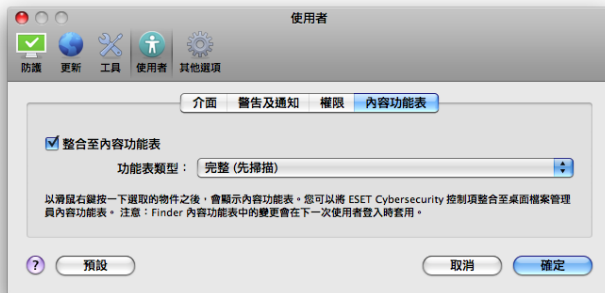 使用者
防護 更新 工具 使用者 其他選項
介面 警告及通知 權限 內容功能表
整合至內容功能表
功能表類型： 完整 (先掃描)
以滑鼠右鍵按一下選取的物件之後，會顯示內容功能表。您可以將 ESET Cybersecurity 控制項整合至桌面檔案管理
員內容功能表。 注意：Finder 內容功能表中的變更會在下一次使用者登入時套用。
? 預設 取消 確定